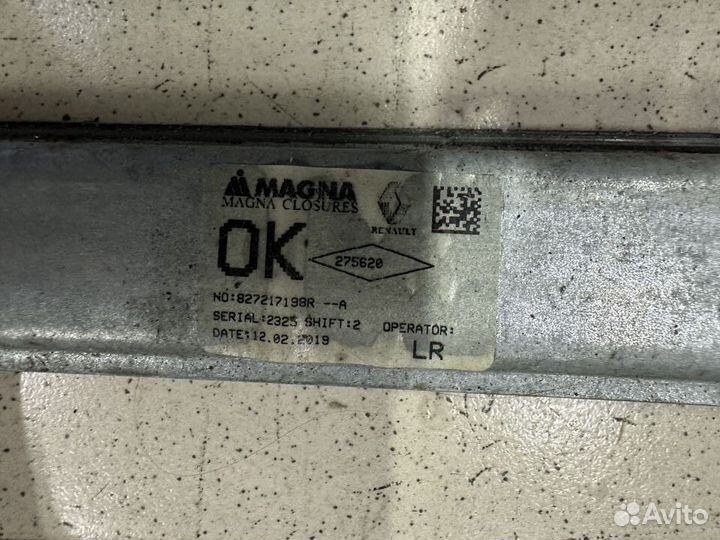 MAGNA
MAGNA CLOSURES
RENAULT
OK
275620
NO:827217198R --A
SERIAL:2325 SHIFT:2 OPERATOR:
DATE:12.02.2019
LR
Avito